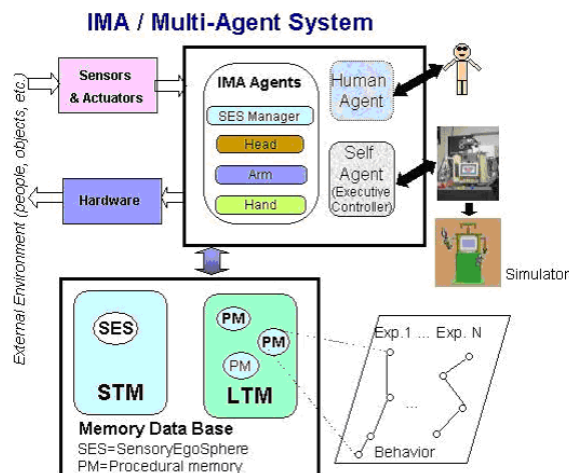 IMA / Multi-Agent System
External Environment (people, objects, etc.)
Sensors
& Actuators
Hardware
IMA Agents
SES Manager
Head
Arm
Hand
Human
Agent
Self
Agent
(Executive
Controller)
Simulator
SES
STM
PM
PM
PM
LTM
Memory Data Base
SES=SensoryEgoSphere
PM=Procedural memory
Exp.1 ... Exp. N
...
Behavior